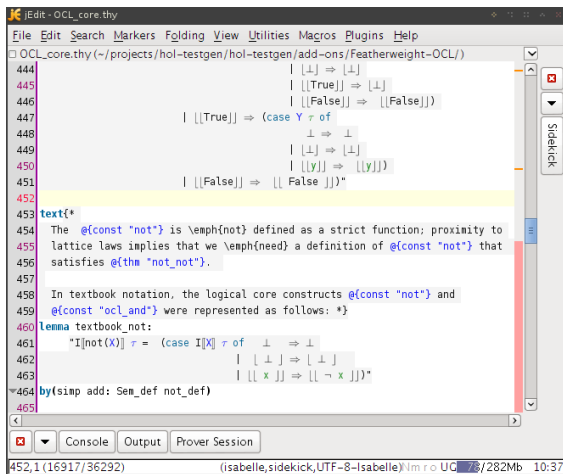 jEdit - OCL_core.thy
File Edit Search Markers Folding View Utilities Macros Plugins Help
OCL_core.thy (~/projects/hol-testgen/hol-testgen/add-ons/Featherweight-OCL/)
444 | ⌊⊥⌋ ⇒ ⌊⊥⌋
445 | ⌊⌊True⌋⌋ ⇒ ⌊⊥⌋
446 | ⌊⌊False⌋⌋ ⇒ ⌊⌊False⌋⌋)
447 | ⌊⌊True⌋⌋ ⇒ (case Y τ of
448 ⊥ ⇒ ⊥
449 | ⌊⊥⌋ ⇒ ⌊⊥⌋
450 | ⌊⌊y⌋⌋ ⇒ ⌊⌊y⌋⌋)
451 | ⌊⌊False⌋⌋ ⇒ ⌊⌊ False ⌋⌋)"
452
453 text{*
454 The @{const "not"} is \emph{not} defined as a strict function; proximity to
455 lattice laws implies that we \emph{need} a definition of @{const "not"} that
456 satisfies @{thm "not_not"}.
457
458 In textbook notation, the logical core constructs @{const "not"} and
459 @{const "ocl_and"} were represented as follows: *}
460 lemma textbook_not:
461 "I⟦not(X)⟧ τ = (case I⟦X⟧ τ of ⊥ ⇒ ⊥
462 | ⌊ ⊥ ⌋ ⇒ ⌊ ⊥ ⌋
463 | ⌊⌊ x ⌋⌋ ⇒ ⌊⌊ ¬ x ⌋⌋)"
464 by(simp add: Sem_def not_def)
465
Sidekick
Console Output Prover Session
452,1 (16917/36292) (isabelle,sidekick,UTF-8-Isabelle) N m r o UG 78/282Mb 10:37